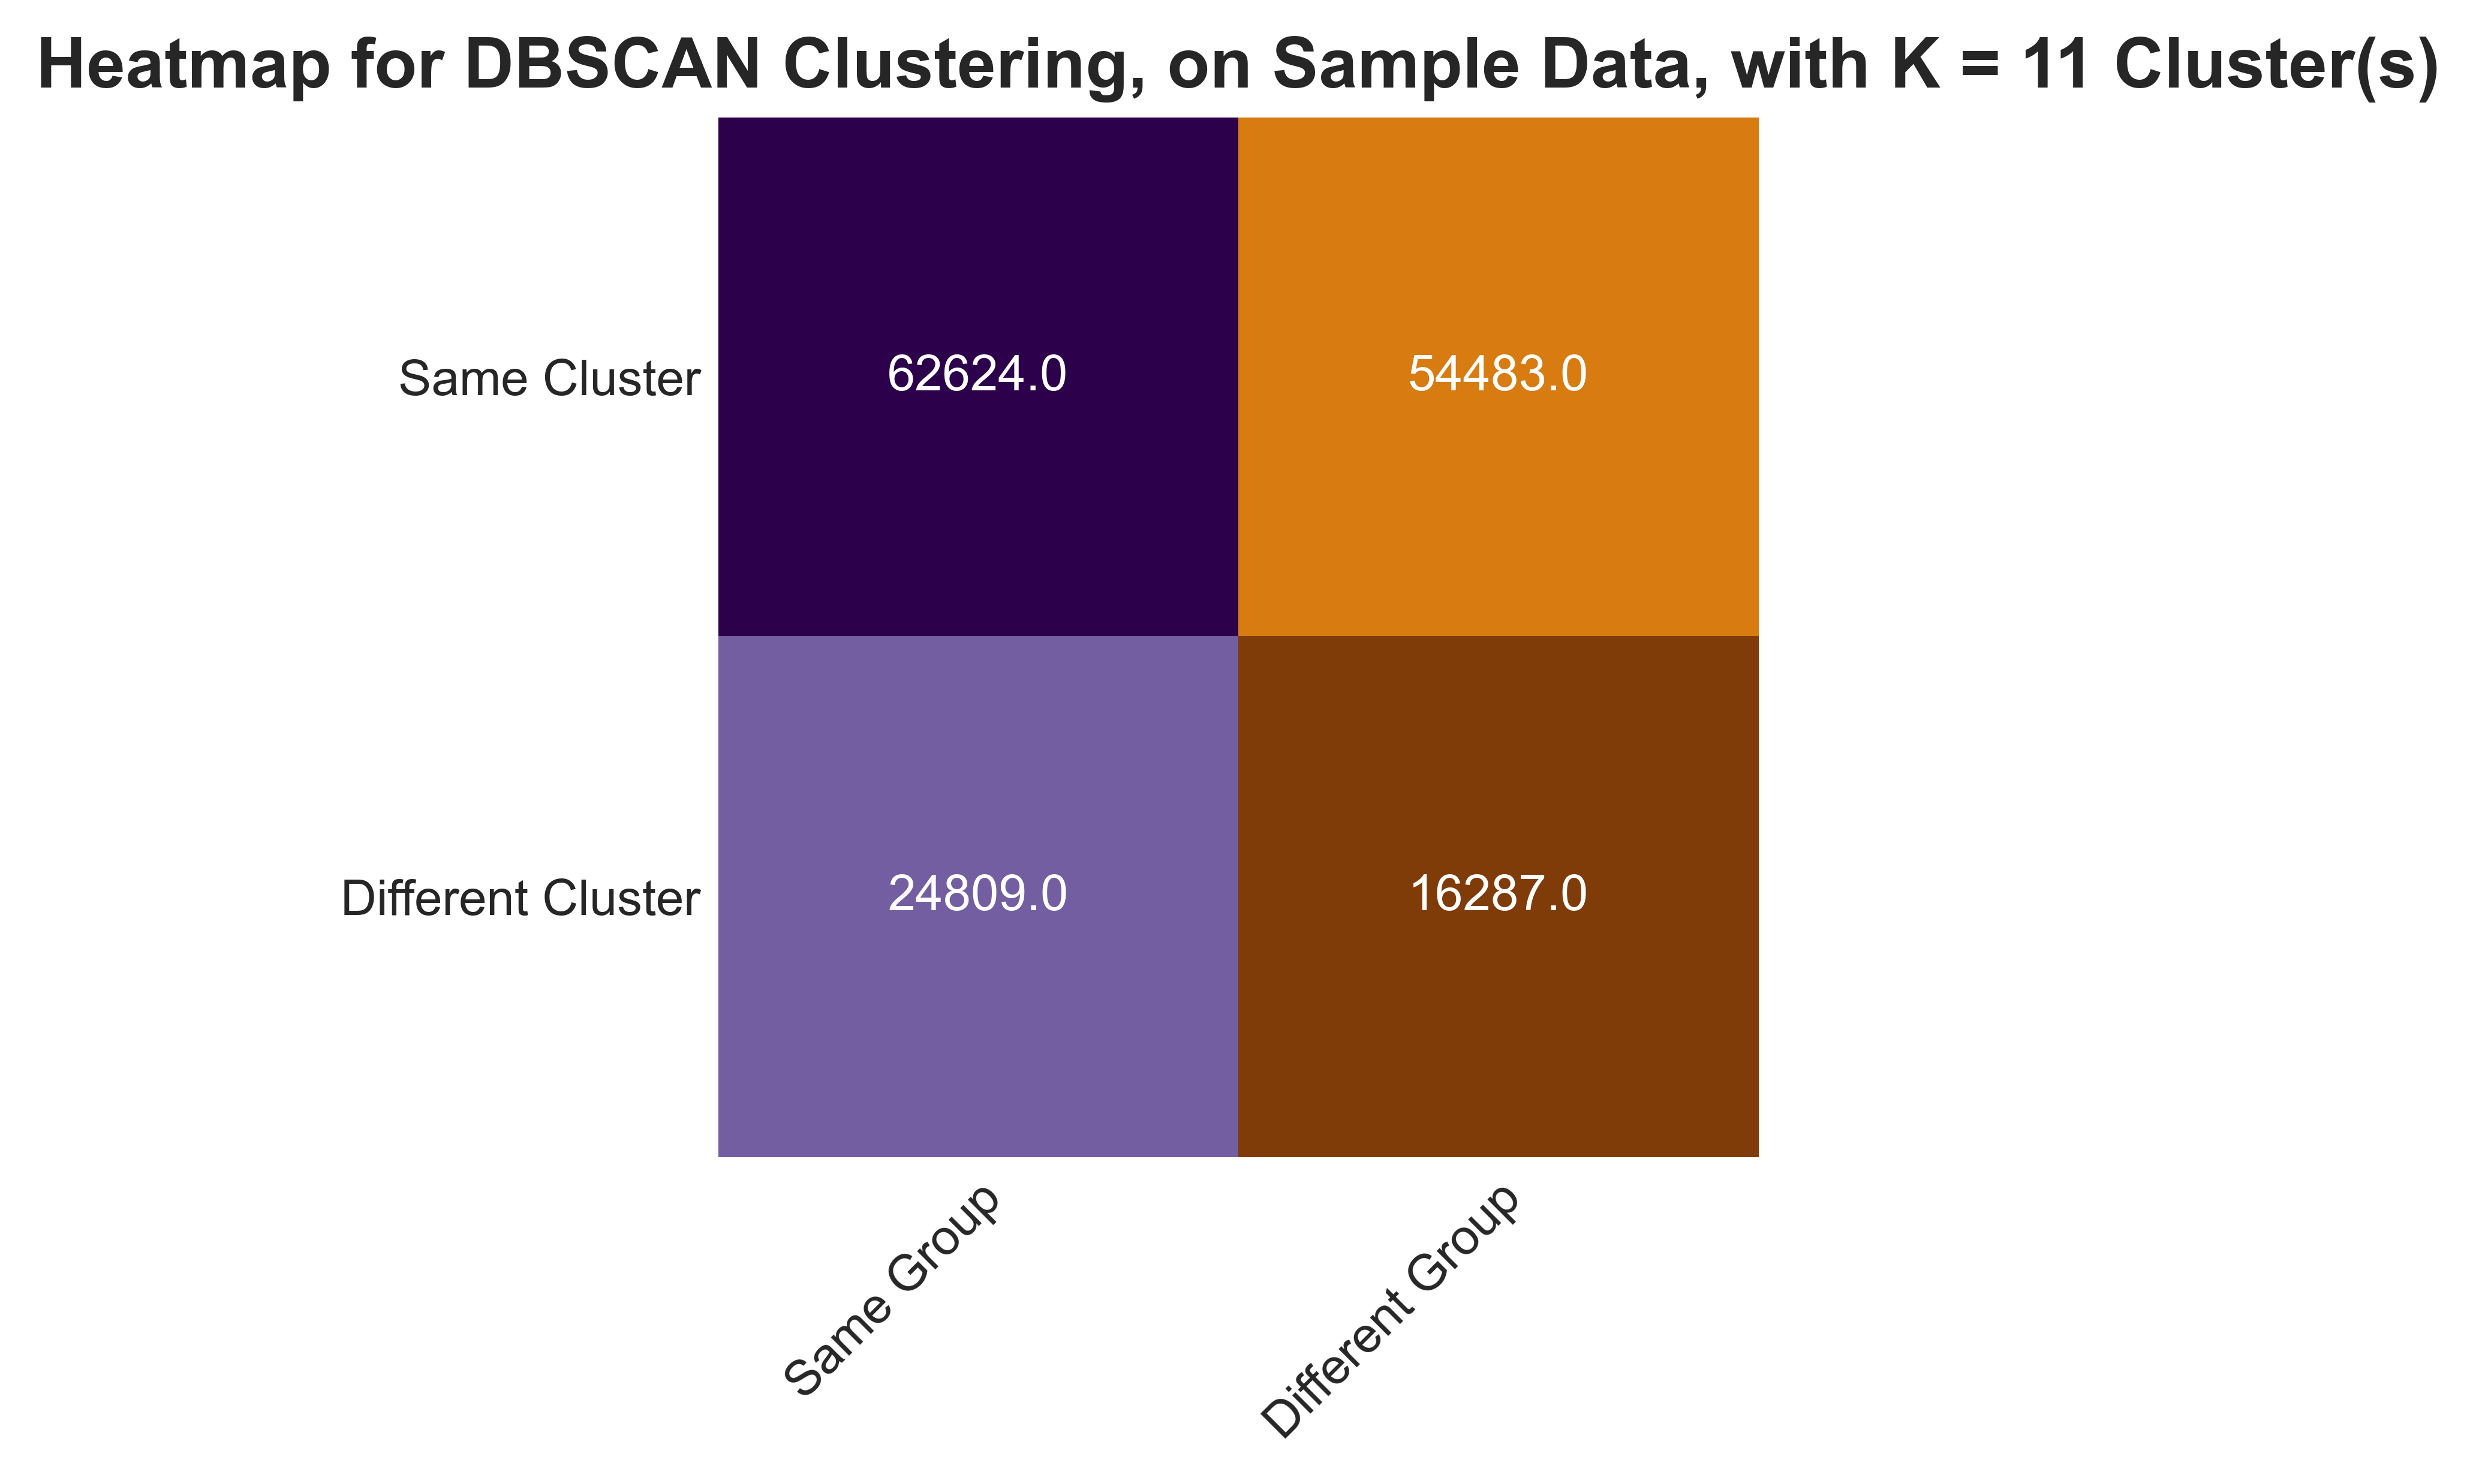 Heatmap for DBSCAN Clustering, on Sample Data, with K = 11 Cluster(s)
Same Cluster
62624.0
54483.0
Different Cluster
24809.0
16287.0
Same Group
Different Group